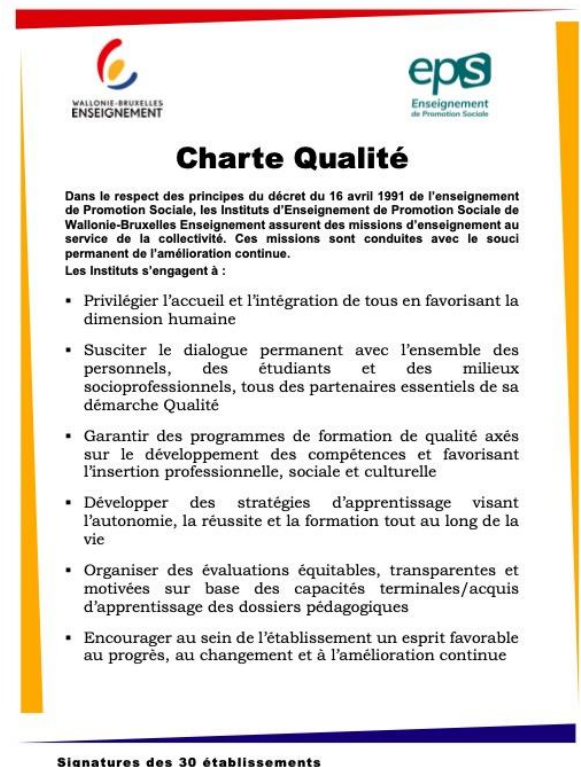 WALLONIE-BRUXELLES
ENSEIGNEMENT
eps
Enseignement
de Promotion Sociale
Charte Qualité
Dans le respect des principes du décret du 16 avril 1991 de l’enseignement
de Promotion Sociale, les Instituts d’Enseignement de Promotion Sociale de
Wallonie-Bruxelles Enseignement assurent des missions d’enseignement au
service de la collectivité. Ces missions sont conduites avec le souci
permanent de l’amélioration continue.
Les Instituts s’engagent à :
▪ Privilégier l’accueil et l’intégration de tous en favorisant la
dimension humaine
▪ Susciter le dialogue permanent avec l’ensemble des
personnels, des étudiants et des milieux
socioprofessionnels, tous des partenaires essentiels de sa
démarche Qualité
▪ Garantir des programmes de formation de qualité axés
sur le développement des compétences et favorisant
l’insertion professionnelle, sociale et culturelle
▪ Développer des stratégies d’apprentissage visant
l’autonomie, la réussite et la formation tout au long de la
vie
▪ Organiser des évaluations équitables, transparentes et
motivées sur base des capacités terminales/acquis
d’apprentissage des dossiers pédagogiques
▪ Encourager au sein de l’établissement un esprit favorable
au progrès, au changement et à l’amélioration continue
Signatures des 30 établissements